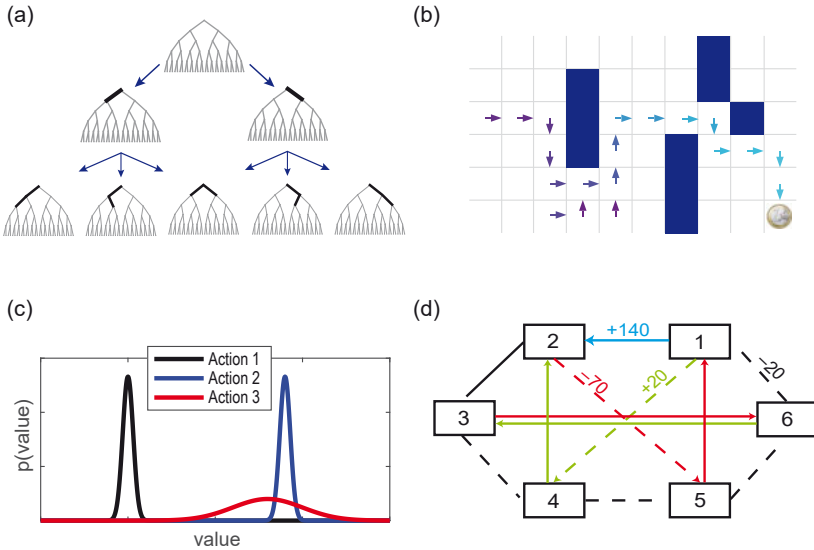 (a)
(b)
(c)
Action 1
Action 2
Action 3
p(value)
value
(d)
+140
2
1
−70
+20
−20
3
6
4
5